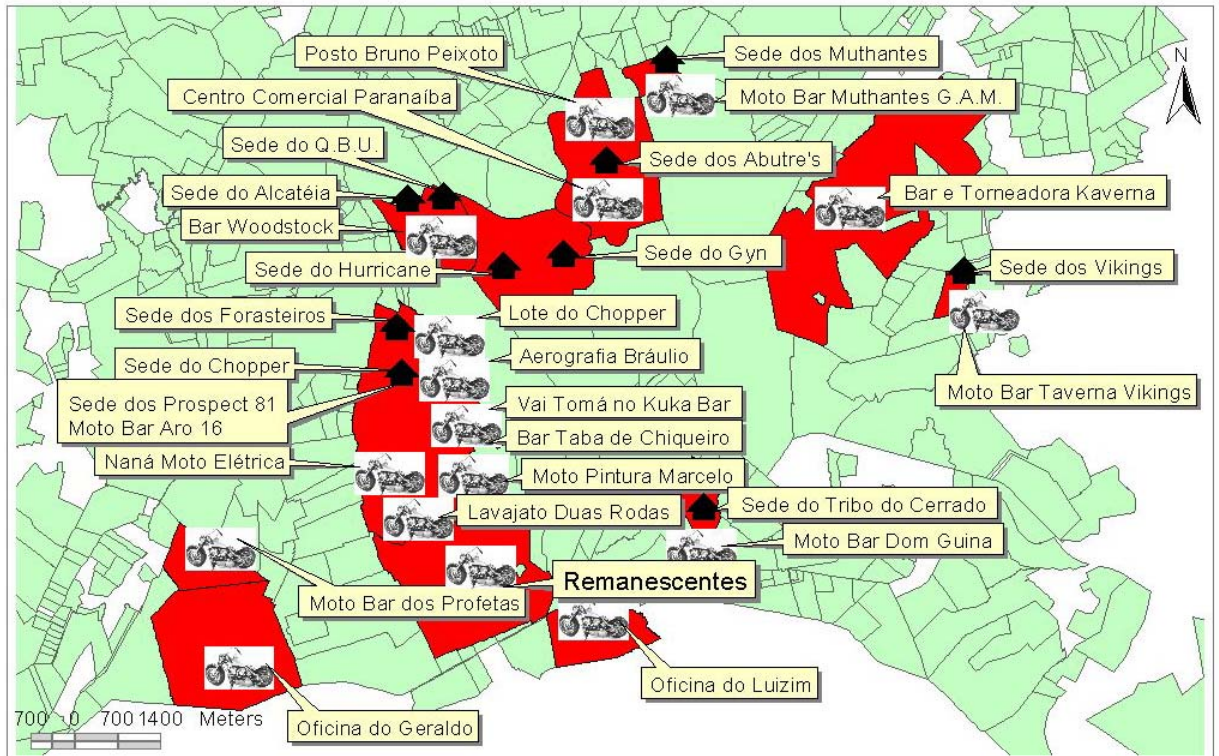 Posto Bruno Peixoto
Sede dos Muthantes
N
Centro Comercial Paranaíba
Moto Bar Muthantes G.A.M.
Sede do Q.B.U.
Sede dos Abutre's
Sede do Alcatéia
Bar e Torneadora Kaverna
Bar Woodstock
Sede do Gyn
Sede do Hurricane
Sede dos Vikings
Sede dos Forasteiros
Lote do Chopper
Aerografia Bráulio
Sede do Chopper
Moto Bar Taverna Vikings
Sede dos Prospect 81
Moto Bar Aro 16
Vai Tomá no Kuka Bar
Bar Taba de Chiqueiro
Naná Moto Elétrica
Moto Pintura Marcelo
Lavajato Duas Rodas
Sede do Tribo do Cerrado
Moto Bar Dom Guina
Remanescentes
Moto Bar dos Profetas
Oficina do Luizim
Oficina do Geraldo
700 0 700 1400 Meters